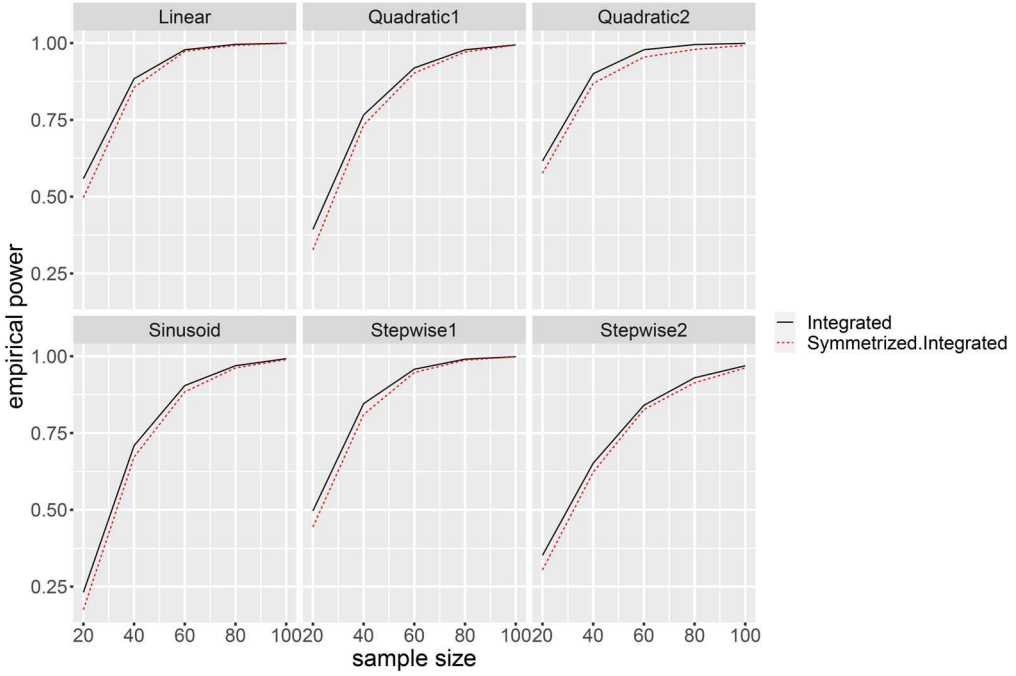 Linear Quadratic1 Quadratic2
1.00
0.75
0.50
0.25
Sinusoid Stepwise1 Stepwise2
1.00
0.75
0.50
0.25
20 40 60 80 100 20 40 60 80 100 20 40 60 80 100
sample size
empirical power
Integrated
Symmetrized.Integrated